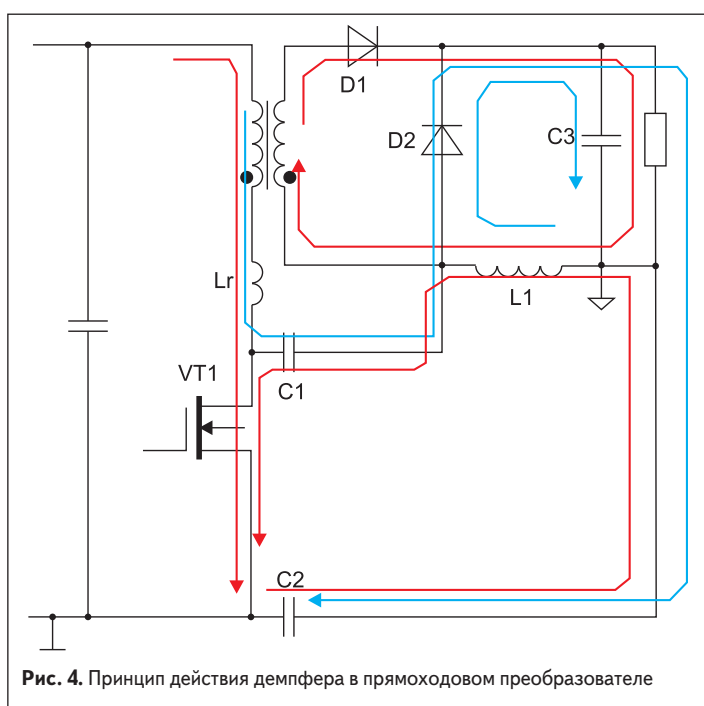 D1
D2
C3
Lr
L1
C1
VT1
C2
Рис. 4. Принцип действия демпфера в прямоходовом преобразователе